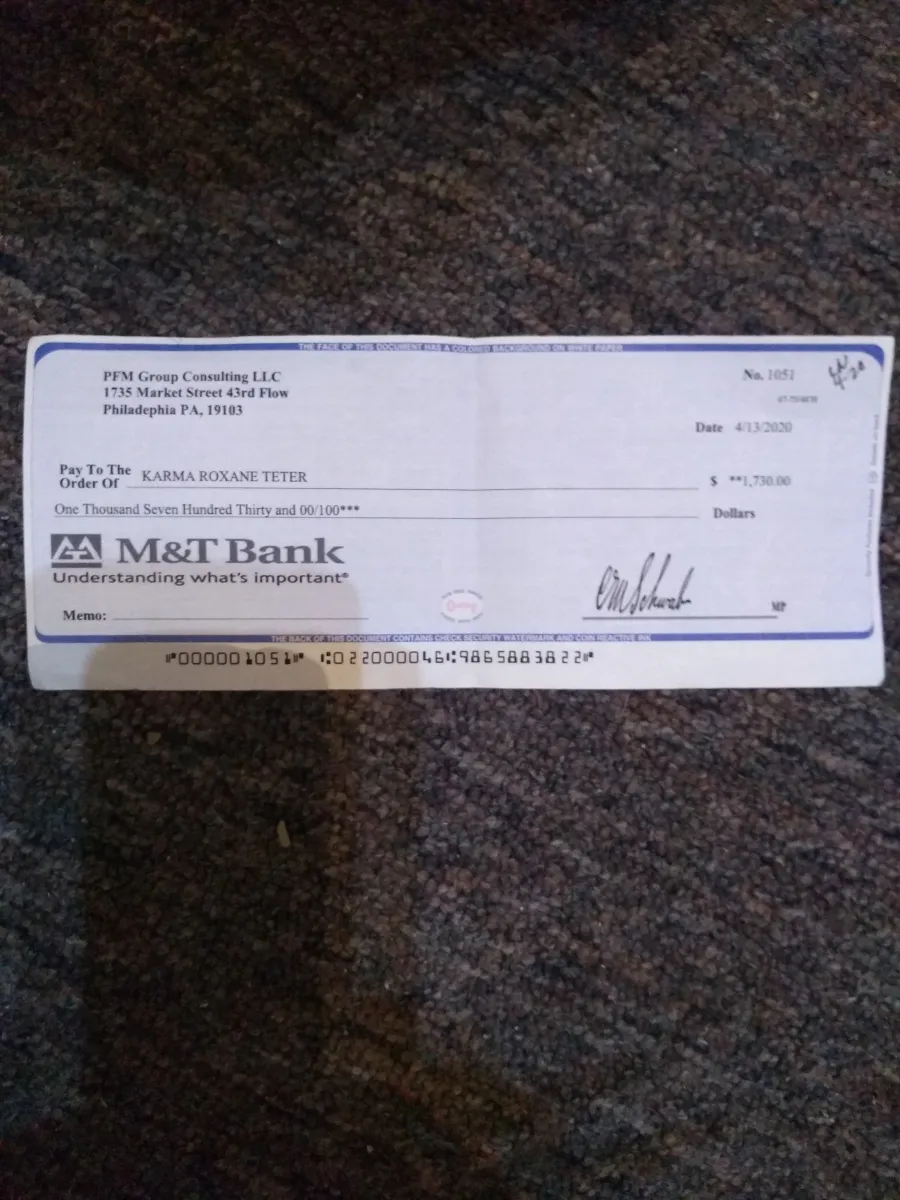 THE FACE OF THIS DOCUMENT HAS A COLORED BACKGROUND ON WHITE PAPER
PFM Group Consulting LLC
1735 Market Street 43rd Flow
Philadephia PA, 19103
No. 1051
Date 4/13/2020
Pay To The
Order Of KARMA ROXANE TETER
$ **1,730.00
One Thousand Seven Hundred Thirty and 00/100***
Dollars
M&T Bank
Understanding what's important®
Memo:
MP
THE BACK OF THIS DOCUMENT CONTAINS CHECK SECURITY WATERMARK AND COIN REACTIVE INK
⑈000001051⑈ ⑆022000046⑆9865883822⑈